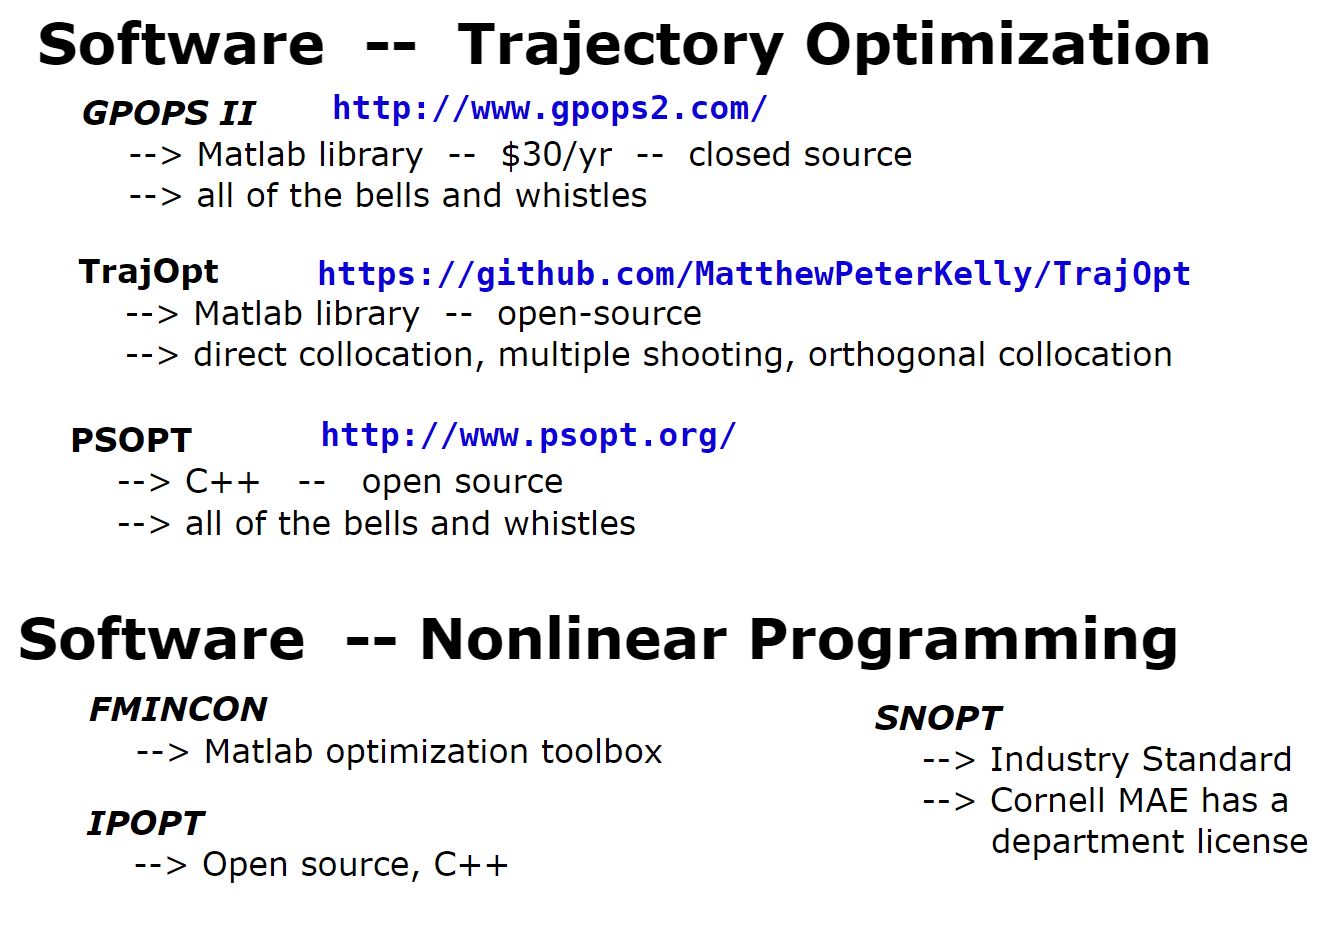 Software -- Trajectory Optimization
GPOPS II http://www.gpops2.com/
--> Matlab library -- $30/yr -- closed source
--> all of the bells and whistles
TrajOpt https://github.com/MatthewPeterKelly/TrajOpt
--> Matlab library -- open-source
--> direct collocation, multiple shooting, orthogonal collocation
PSOPT http://www.psopt.org/
--> C++ -- open source
--> all of the bells and whistles
Software -- Nonlinear Programming
FMINCON
--> Matlab optimization toolbox
IPOPT
--> Open source, C++
SNOPT
--> Industry Standard
--> Cornell MAE has a
department license